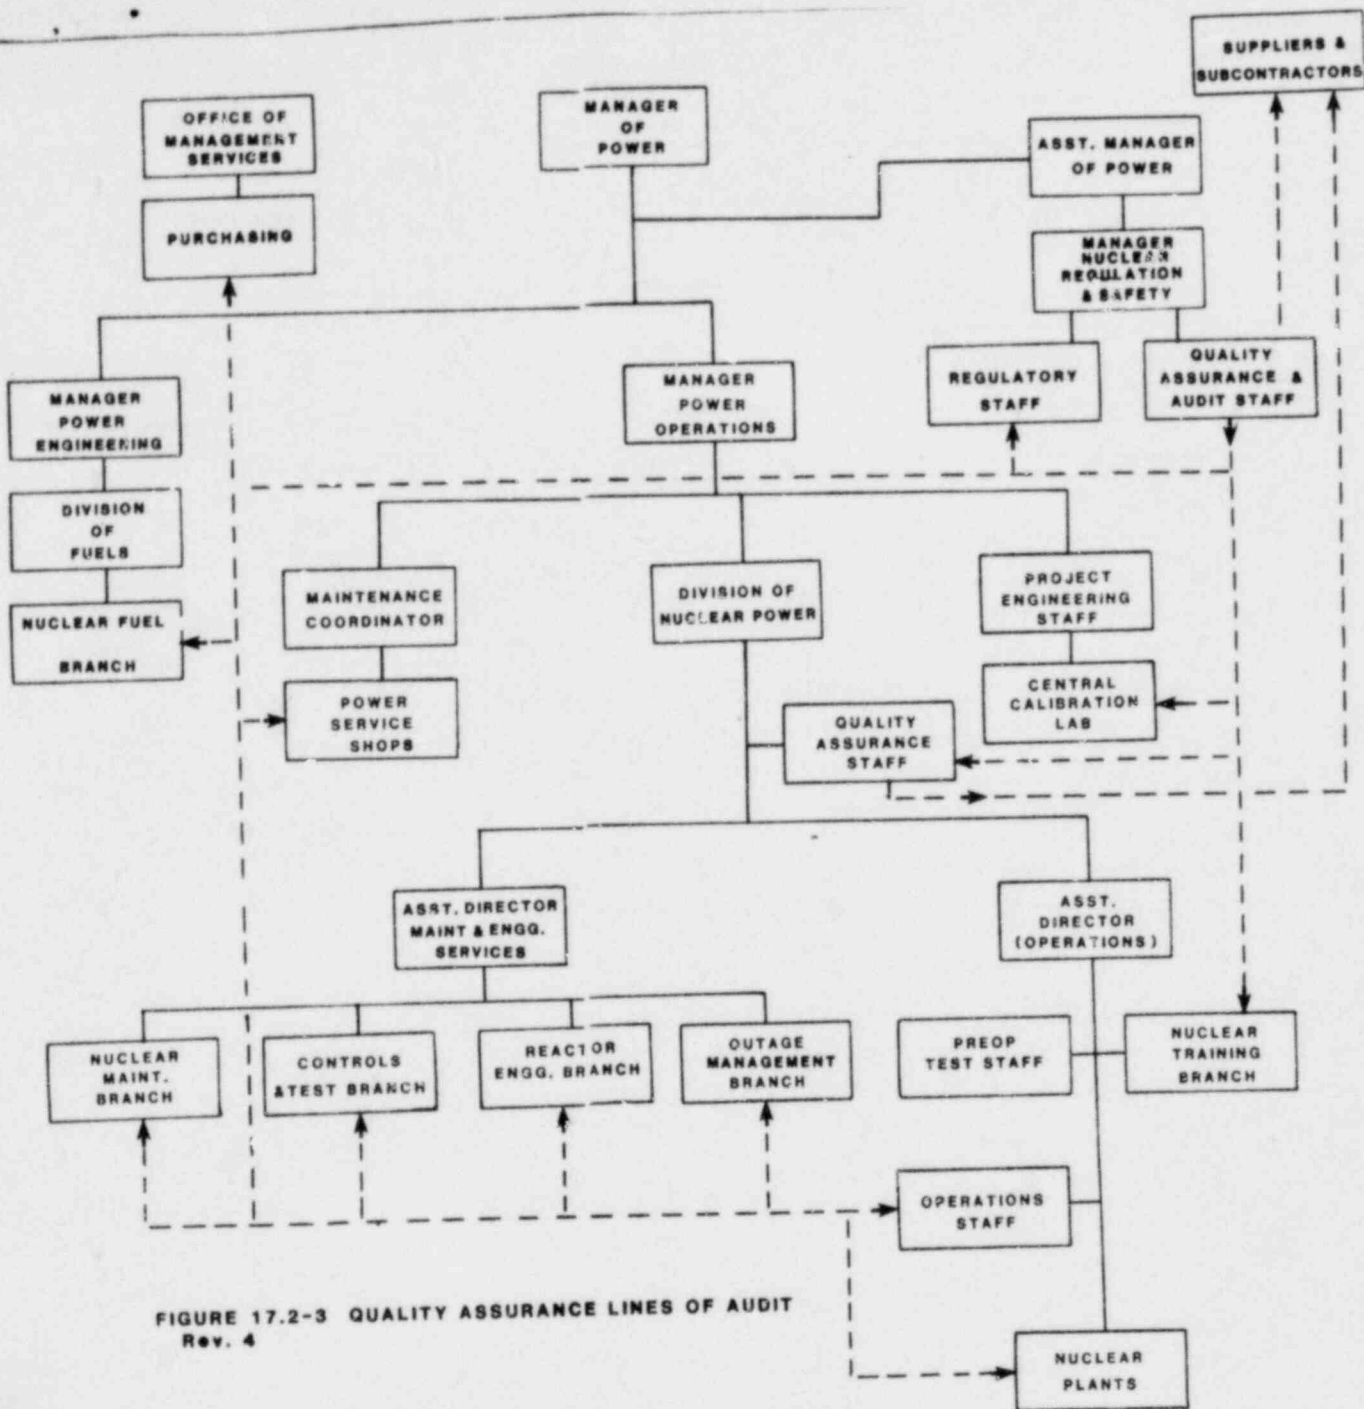 SUPPLIERS &
SUBCONTRACTORS
OFFICE OF
MANAGEMENT
SERVICES
MANAGER
OF
POWER
ASST. MANAGER
OF POWER
PURCHASING
MANAGER
NUCLEAR
REGULATION
& SAFETY
MANAGER
POWER
ENGINEERING
MANAGER
POWER
OPERATIONS
REGULATORY
STAFF
QUALITY
ASSURANCE &
AUDIT STAFF
DIVISION
OF
FUELS
MAINTENANCE
COORDINATOR
DIVISION OF
NUCLEAR POWER
PROJECT
ENGINEERING
STAFF
NUCLEAR FUEL
BRANCH
POWER
SERVICE
SHOPS
QUALITY
ASSURANCE
STAFF
CENTRAL
CALIBRATION
LAB
ASST. DIRECTOR
MAINT & ENGG.
SERVICES
ASST.
DIRECTOR
(OPERATIONS)
NUCLEAR
MAINT.
BRANCH
CONTROLS
& TEST BRANCH
REACTOR
ENGG. BRANCH
OUTAGE
MANAGEMENT
BRANCH
PREOP
TEST STAFF
NUCLEAR
TRAINING
BRANCH
OPERATIONS
STAFF
NUCLEAR
PLANTS
FIGURE 17.2-3 QUALITY ASSURANCE LINES OF AUDIT
Rev. 4